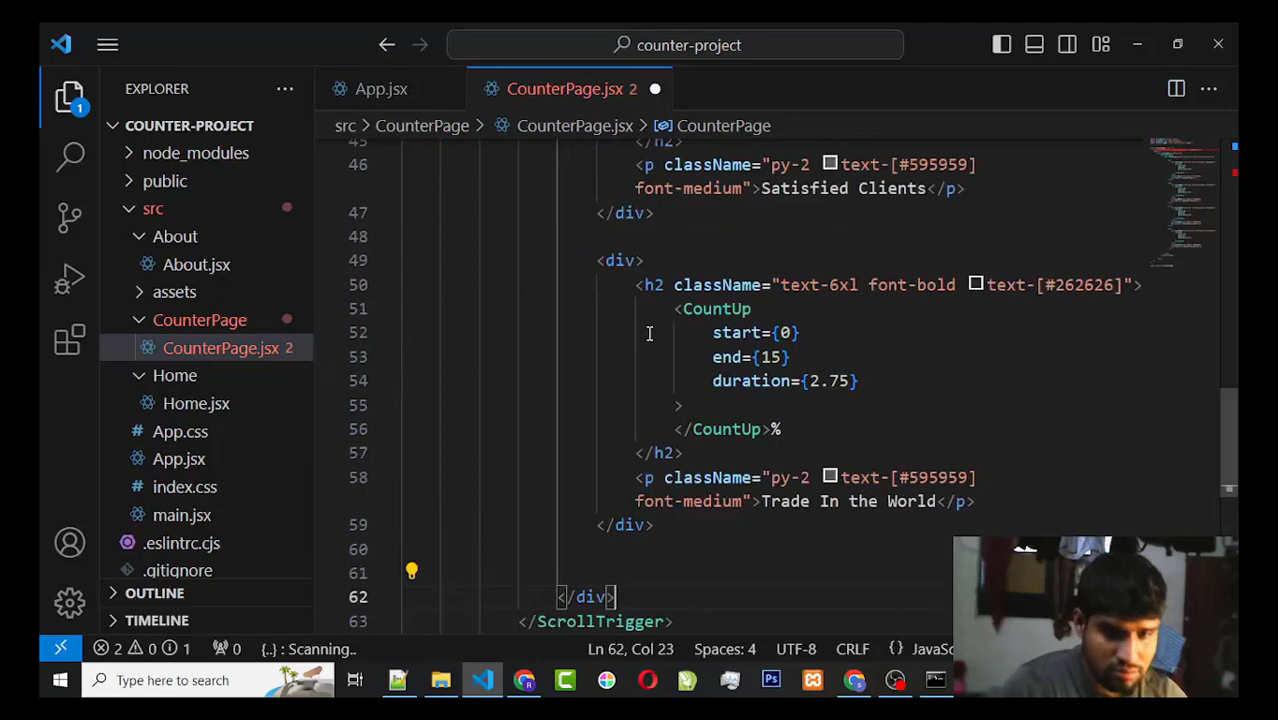 counter-project
EXPLORER
App.jsx
CounterPage.jsx 2
COUNTER-PROJECT
src > CounterPage > CounterPage.jsx > CounterPage
node_modules
public
src
About
About.jsx
assets
CounterPage
CounterPage.jsx 2
Home
Home.jsx
App.css
App.jsx
index.css
main.jsx
.eslintrc.cjs
.gitignore
OUTLINE
TIMELINE
1
45 </h2>
46 <p className="py-2 text-[#595959]
font-medium">Satisfied Clients</p>
47 </div>
48
49 <div>
50 <h2 className="text-6xl font-bold text-[#262626]">
51 <CountUp
52 start={0}
53 end={15}
54 duration={2.75}
55 >
56 </CountUp>%
57 </h2>
58 <p className="py-2 text-[#595959]
font-medium">Trade In the World</p>
59 </div>
60
61
62 </div>
63 </ScrollTrigger>
2 0 1 0 {..} : Scanning.. Ln 62, Col 23 Spaces: 4 UTF-8 CRLF {} JavaSc
Type here to search